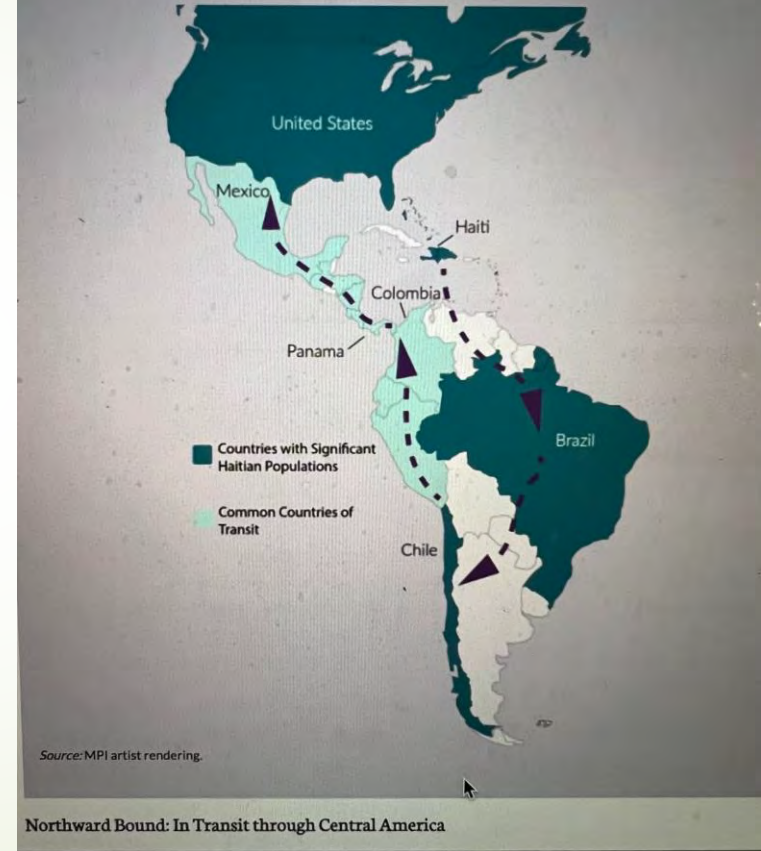 United States
Mexico
Haiti
Colombia
Panama
Brazil
Countries with Significant
Haitian Populations
Common Countries of
Transit
Chile
Source: MPI artist rendering.
Northward Bound: In Transit through Central America